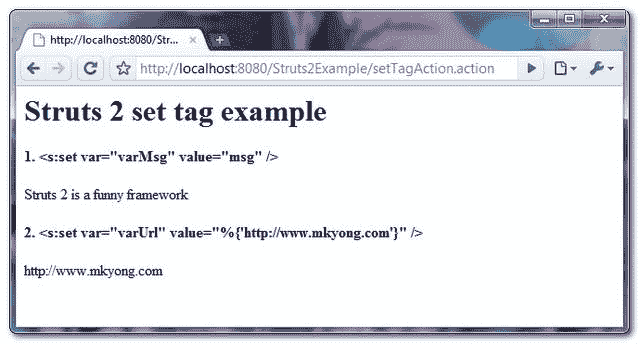 http://localhost:8080/Str...
http://localhost:8080/Struts2Example/setTagAction.action
Struts 2 set tag example
1. <s:set var="varMsg" value="msg" />
Struts 2 is a funny framework
2. <s:set var="varUrl" value="%{'http://www.mkyong.com'}" />
http://www.mkyong.com